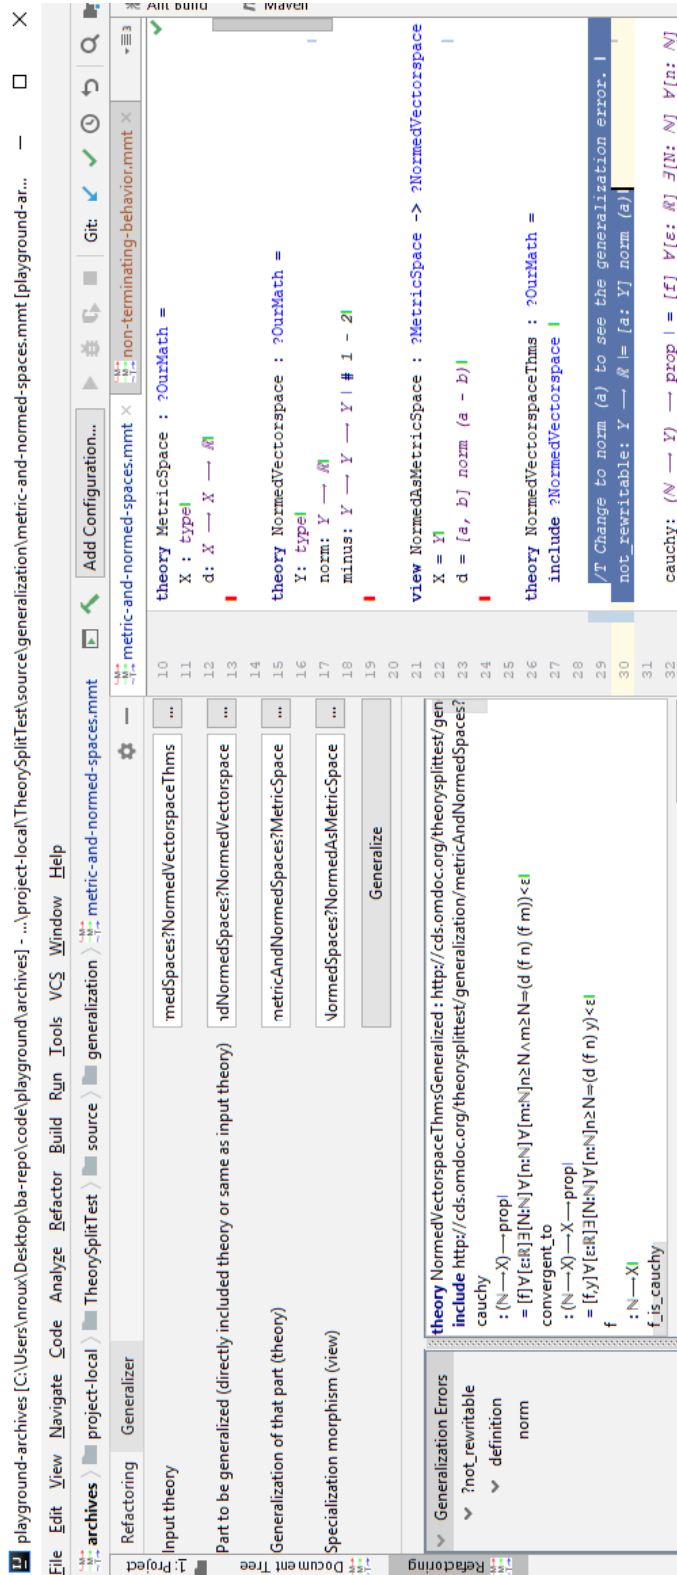 playground-archives [C:\Users\nroux\Desktop\ba-repo\code\playground\archives] - ...\project-local\TheorySplitTest\source\generalization\metric-and-normed-spaces.mmt [playground-ar...
File Edit View Navigate Code Analyze Refactor Build Run Tools VCS Window Help
archives project-local TheorySplitTest source generalization metric-and-normed-spaces.mmt Add Configuration... Git:
1: Project
Document Tree
Refactoring
Refactoring Generalizer
Input theory
medSpaces?NormedVectorspaceThms ...
Part to be generalized (directly included theory or same as input theory)
ndNormedSpaces?NormedVectorspace ...
Generalization of that part (theory)
metricAndNormedSpaces?MetricSpace ...
Specialization morphism (view)
NormedSpaces?NormedAsMetricSpace ...
Generalize
Generalization Errors
?not_rewritable
definition
norm
theory NormedVectorspaceThmsGeneralized : http://cds.omdoc.org/theorysplittest/gen
include http://cds.omdoc.org/theorysplittest/generalization/metricAndNormedSpaces?
cauchy
: (ℕ⟶X)⟶prop
= [f]∀[ε:ℝ]∃[N:ℕ]∀[n:ℕ]∀[m:ℕ]n≥N∧m≥N⇒(d (f n) (f m))<ε
convergent_to
: (ℕ⟶X)⟶X⟶prop
= [f,y]∀[ε:ℝ]∃[N:ℕ]∀[n:ℕ]n≥N⇒(d (f n) y)<ε
f
: ℕ⟶X
f_is_cauchy
Ant Build Maven
metric-and-normed-spaces.mmt × non-terminating-behavior.mmt × 3
10 theory MetricSpace : ?OurMath =
11 X : type
12 d: X ⟶ X ⟶ ℝ
13
14
15 theory NormedVectorspace : ?OurMath =
16 Y: type
17 norm: Y ⟶ ℝ
18 minus: Y ⟶ Y ⟶ Y | # 1 - 2
19
20
21 view NormedAsMetricSpace : ?MetricSpace -> ?NormedVectorspace
22 X = Y
23 d = [a, b] norm (a - b)
24
25
26 theory NormedVectorspaceThms : ?OurMath =
27 include ?NormedVectorspace
28
29 /T Change to norm (a) to see the generalization error.
30 not_rewritable: Y ⟶ ℝ |= [a: Y] norm (a)
31
32 cauchy: (ℕ ⟶ Y) ⟶ prop | = [f] ∀[ε: ℝ] ∃[N: ℕ] ∀[n: ℕ]